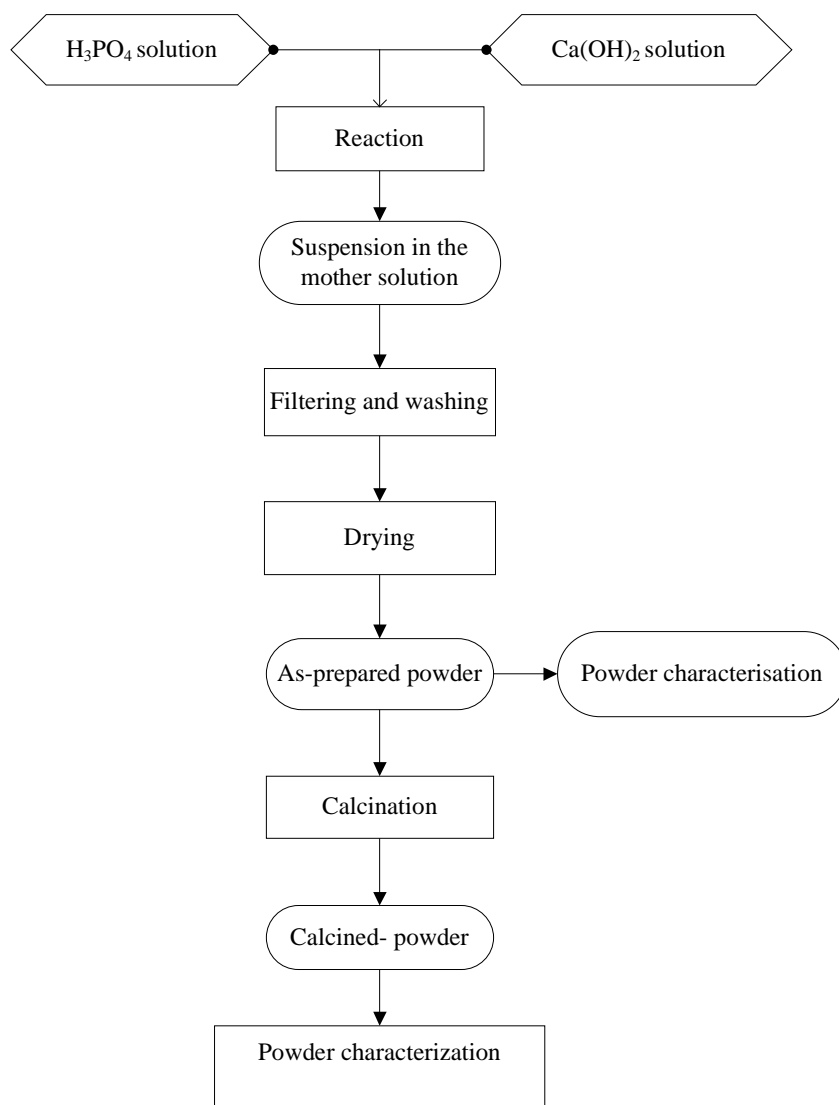 H₃PO₄ solution
Ca(OH)₂ solution
Reaction
Suspension in the
mother solution
Filtering and washing
Drying
As-prepared powder
Powder characterisation
Calcination
Calcined- powder
Powder characterization